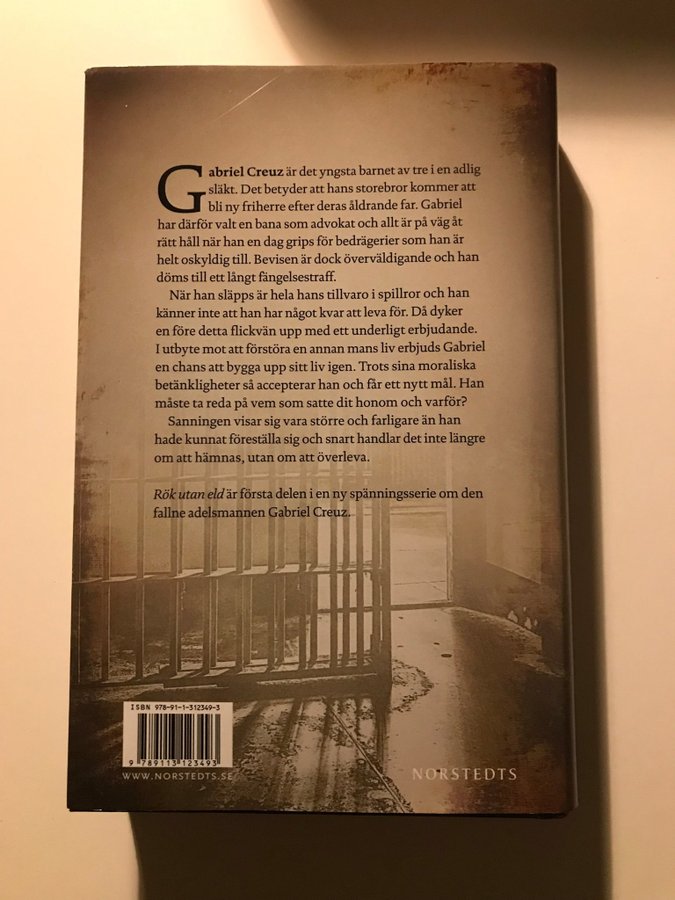 Gabriel Creuz är det yngsta barnet av tre i en adlig
släkt. Det betyder att hans storebror kommer att
bli ny friherre efter deras åldrande far. Gabriel
har därför valt en bana som advokat och allt är på väg åt
rätt håll när han en dag grips för bedrägerier som han är
helt oskyldig till. Bevisen är dock överväldigande och han
döms till ett långt fängelsestraff.
När han släpps är hela hans tillvaro i spillror och han
känner inte att han har något kvar att leva för. Då dyker
en före detta flickvän upp med ett underligt erbjudande.
I utbyte mot att förstöra en annan mans liv erbjuds Gabriel
en chans att bygga upp sitt liv igen. Trots sina moraliska
betänkligheter så accepterar han och får ett nytt mål. Han
måste ta reda på vem som satte dit honom och varför?
Sanningen visar sig vara större och farligare än han
hade kunnat föreställa sig och snart handlar det inte längre
om att hämnas, utan om att överleva.
Rök utan eld är första delen i en ny spänningsserie om den
fallne adelsmannen Gabriel Creuz.
ISBN 978-91-1-312349-3
9 789113 123493
WWW.NORSTEDTS.SE
NORSTEDTS